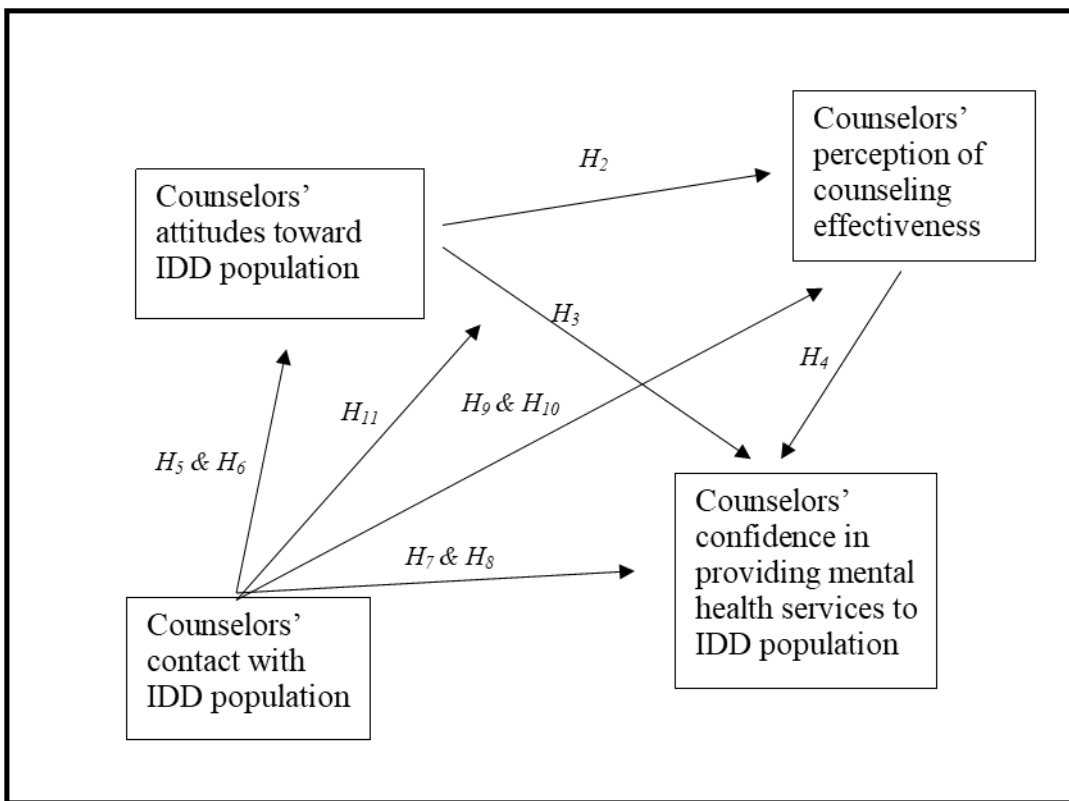 Counselors’
perception of
counseling
effectiveness
H2
Counselors’
attitudes toward
IDD population
H3
H4
H11
H9 & H10
H5 & H6
Counselors’
confidence in
providing mental
health services to
IDD population
H7 & H8
Counselors’
contact with
IDD population